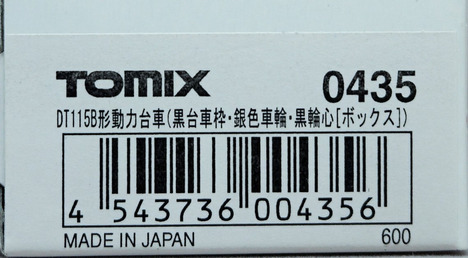 TOMIX 0435
DT115B形動力台車(黒台車枠・銀色車輪・黒輪心[ボックス])
4 543736 004356
MADE IN JAPAN 600